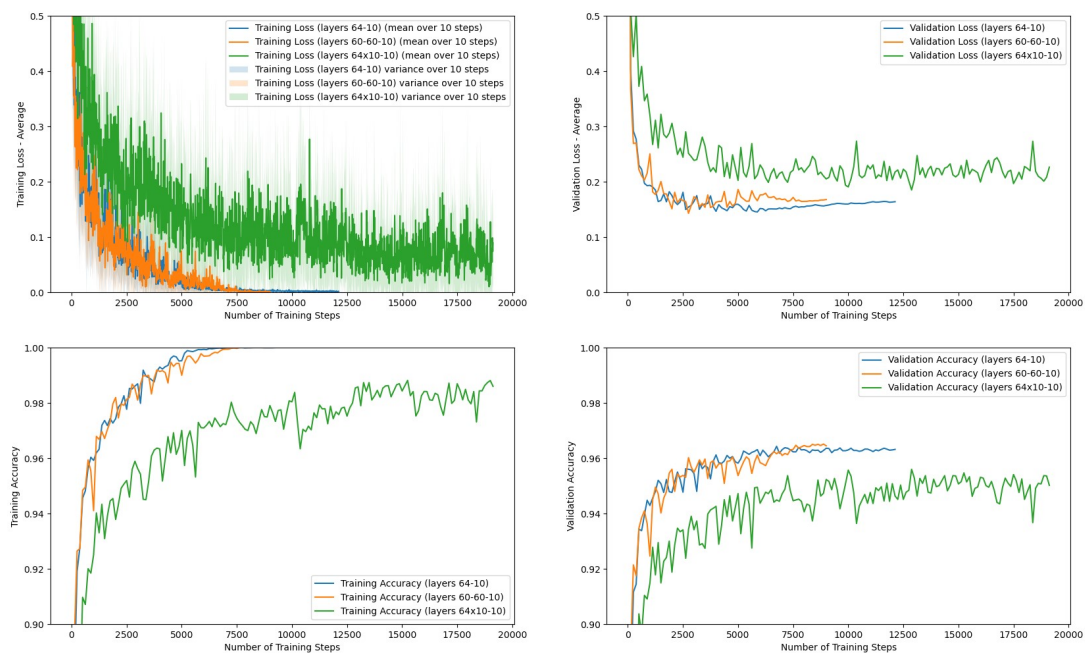 Training Loss (layers 64-10) (mean over 10 steps)
Training Loss (layers 60-60-10) (mean over 10 steps)
Training Loss (layers 64x10-10) (mean over 10 steps)
Training Loss (layers 64-10) variance over 10 steps
Training Loss (layers 60-60-10) variance over 10 steps
Training Loss (layers 64x10-10) variance over 10 steps
0.5
0.4
0.3
0.2
0.1
0.0
Training Loss - Average
0
2500
5000
7500
10000
12500
15000
17500
20000
Number of Training Steps
Validation Loss (layers 64-10)
Validation Loss (layers 60-60-10)
Validation Loss (layers 64x10-10)
0.5
0.4
0.3
0.2
0.1
0.0
Validation Loss - Average
0
2500
5000
7500
10000
12500
15000
17500
20000
Number of Training Steps
1.00
0.98
0.96
0.94
0.92
0.90
Training Accuracy
Training Accuracy (layers 64-10)
Training Accuracy (layers 60-60-10)
Training Accuracy (layers 64x10-10)
0
2500
5000
7500
10000
12500
15000
17500
20000
Number of Training Steps
Validation Accuracy (layers 64-10)
Validation Accuracy (layers 60-60-10)
Validation Accuracy (layers 64x10-10)
1.00
0.98
0.96
0.94
0.92
0.90
Validation Accuracy
0
2500
5000
7500
10000
12500
15000
17500
20000
Number of Training Steps